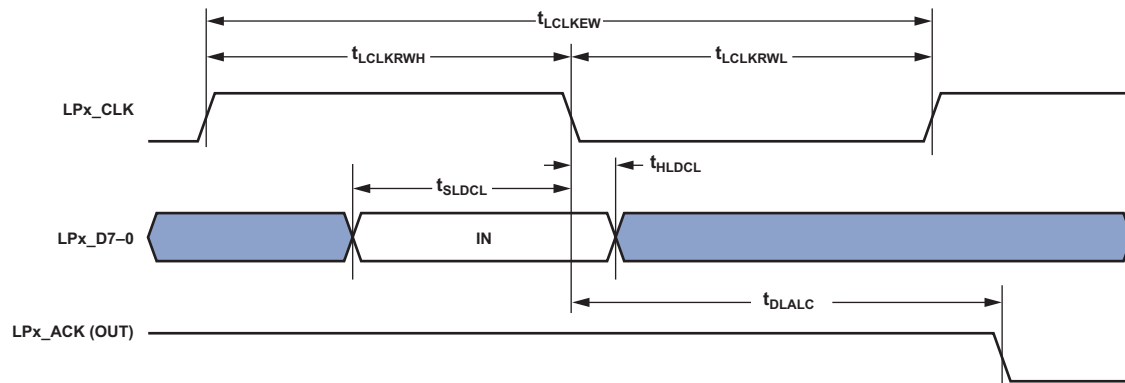 tLCLKEW
tLCLKRWH
tLCLKRWL
LPx_CLK
tHLDCL
tSLDCL
LPx_D7–0
IN
tDLALC
LPx_ACK (OUT)